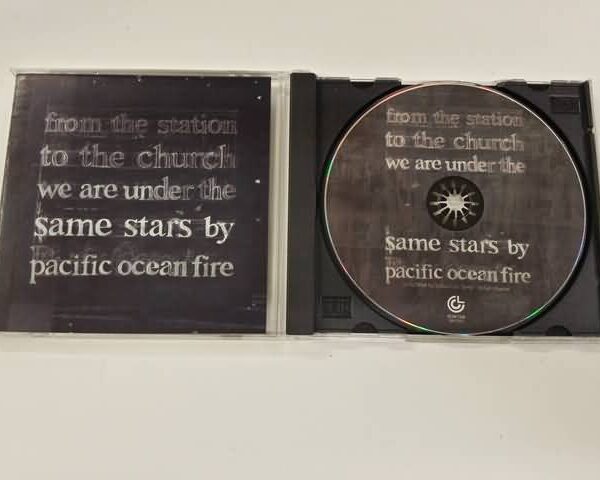 from the station
to the church
we are under the
same stars by
pacific ocean fire
from the station
to the church
we are under the
same stars by
pacific ocean fire